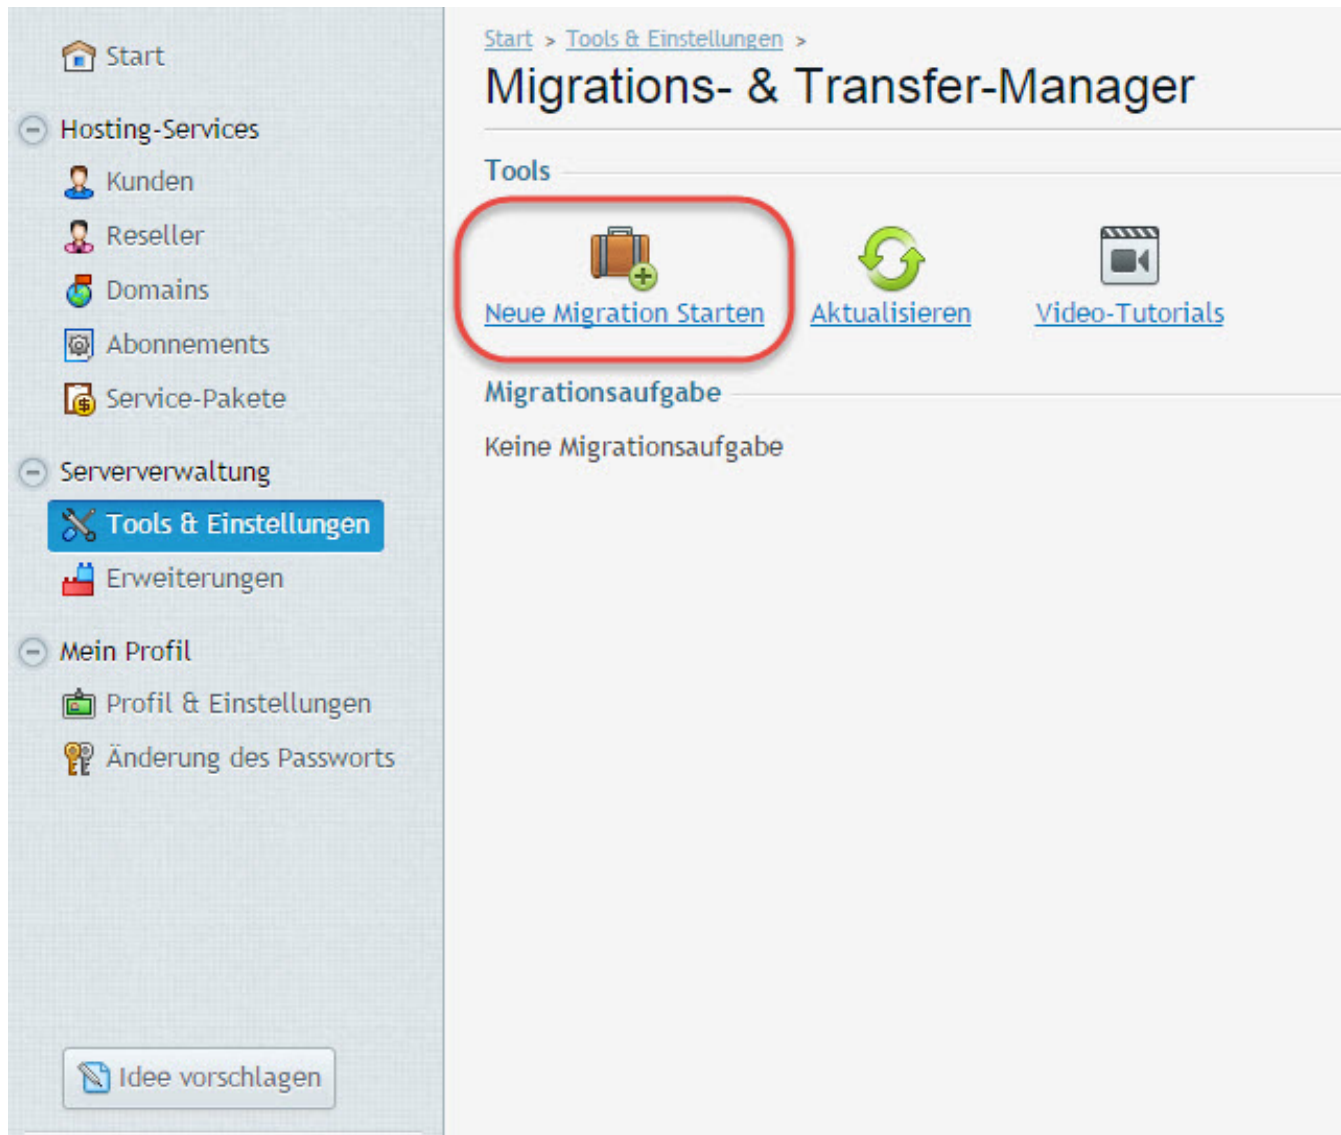 Start
Hosting-Services
Kunden
Reseller
Domains
Abonnements
Service-Pakete
Serververwaltung
Tools & Einstellungen
Erweiterungen
Mein Profil
Profil & Einstellungen
Änderung des Passworts
Idee vorschlagen
Start > Tools & Einstellungen >
Migrations- & Transfer-Manager
Tools
Neue Migration Starten Aktualisieren Video-Tutorials
Migrationsaufgabe
Keine Migrationsaufgabe